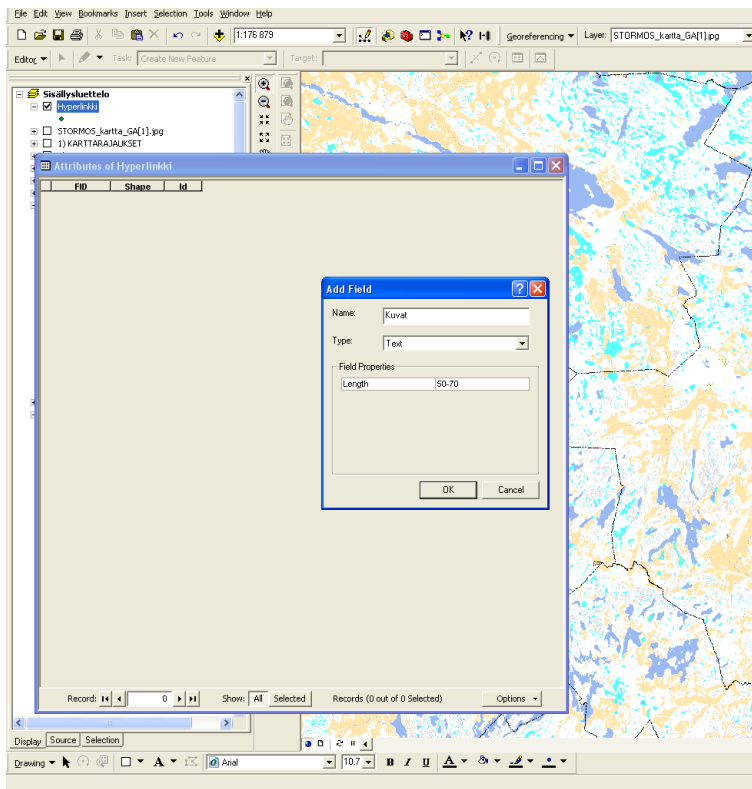 File Edit View Bookmarks Insert Selection Tools Window Help
1:176 879 Georeferencing Layer: STORMOS_kartta_GA[1].jpg
Editor Task: Create New Feature Target:
Sisällysluettelo
Hyperlinkki
STORMOS_kartta_GA[1].jpg
1) KARTTARAJAUKSET
Attributes of Hyperlinkki
FID Shape Id
Add Field
Name: Kuvat
Type: Text
Field Properties
Length 50-70
OK Cancel
Record: 0 Show: All Selected Records (0 out of 0 Selected) Options
Display Source Selection
Drawing A Arial 10,7 B I U A